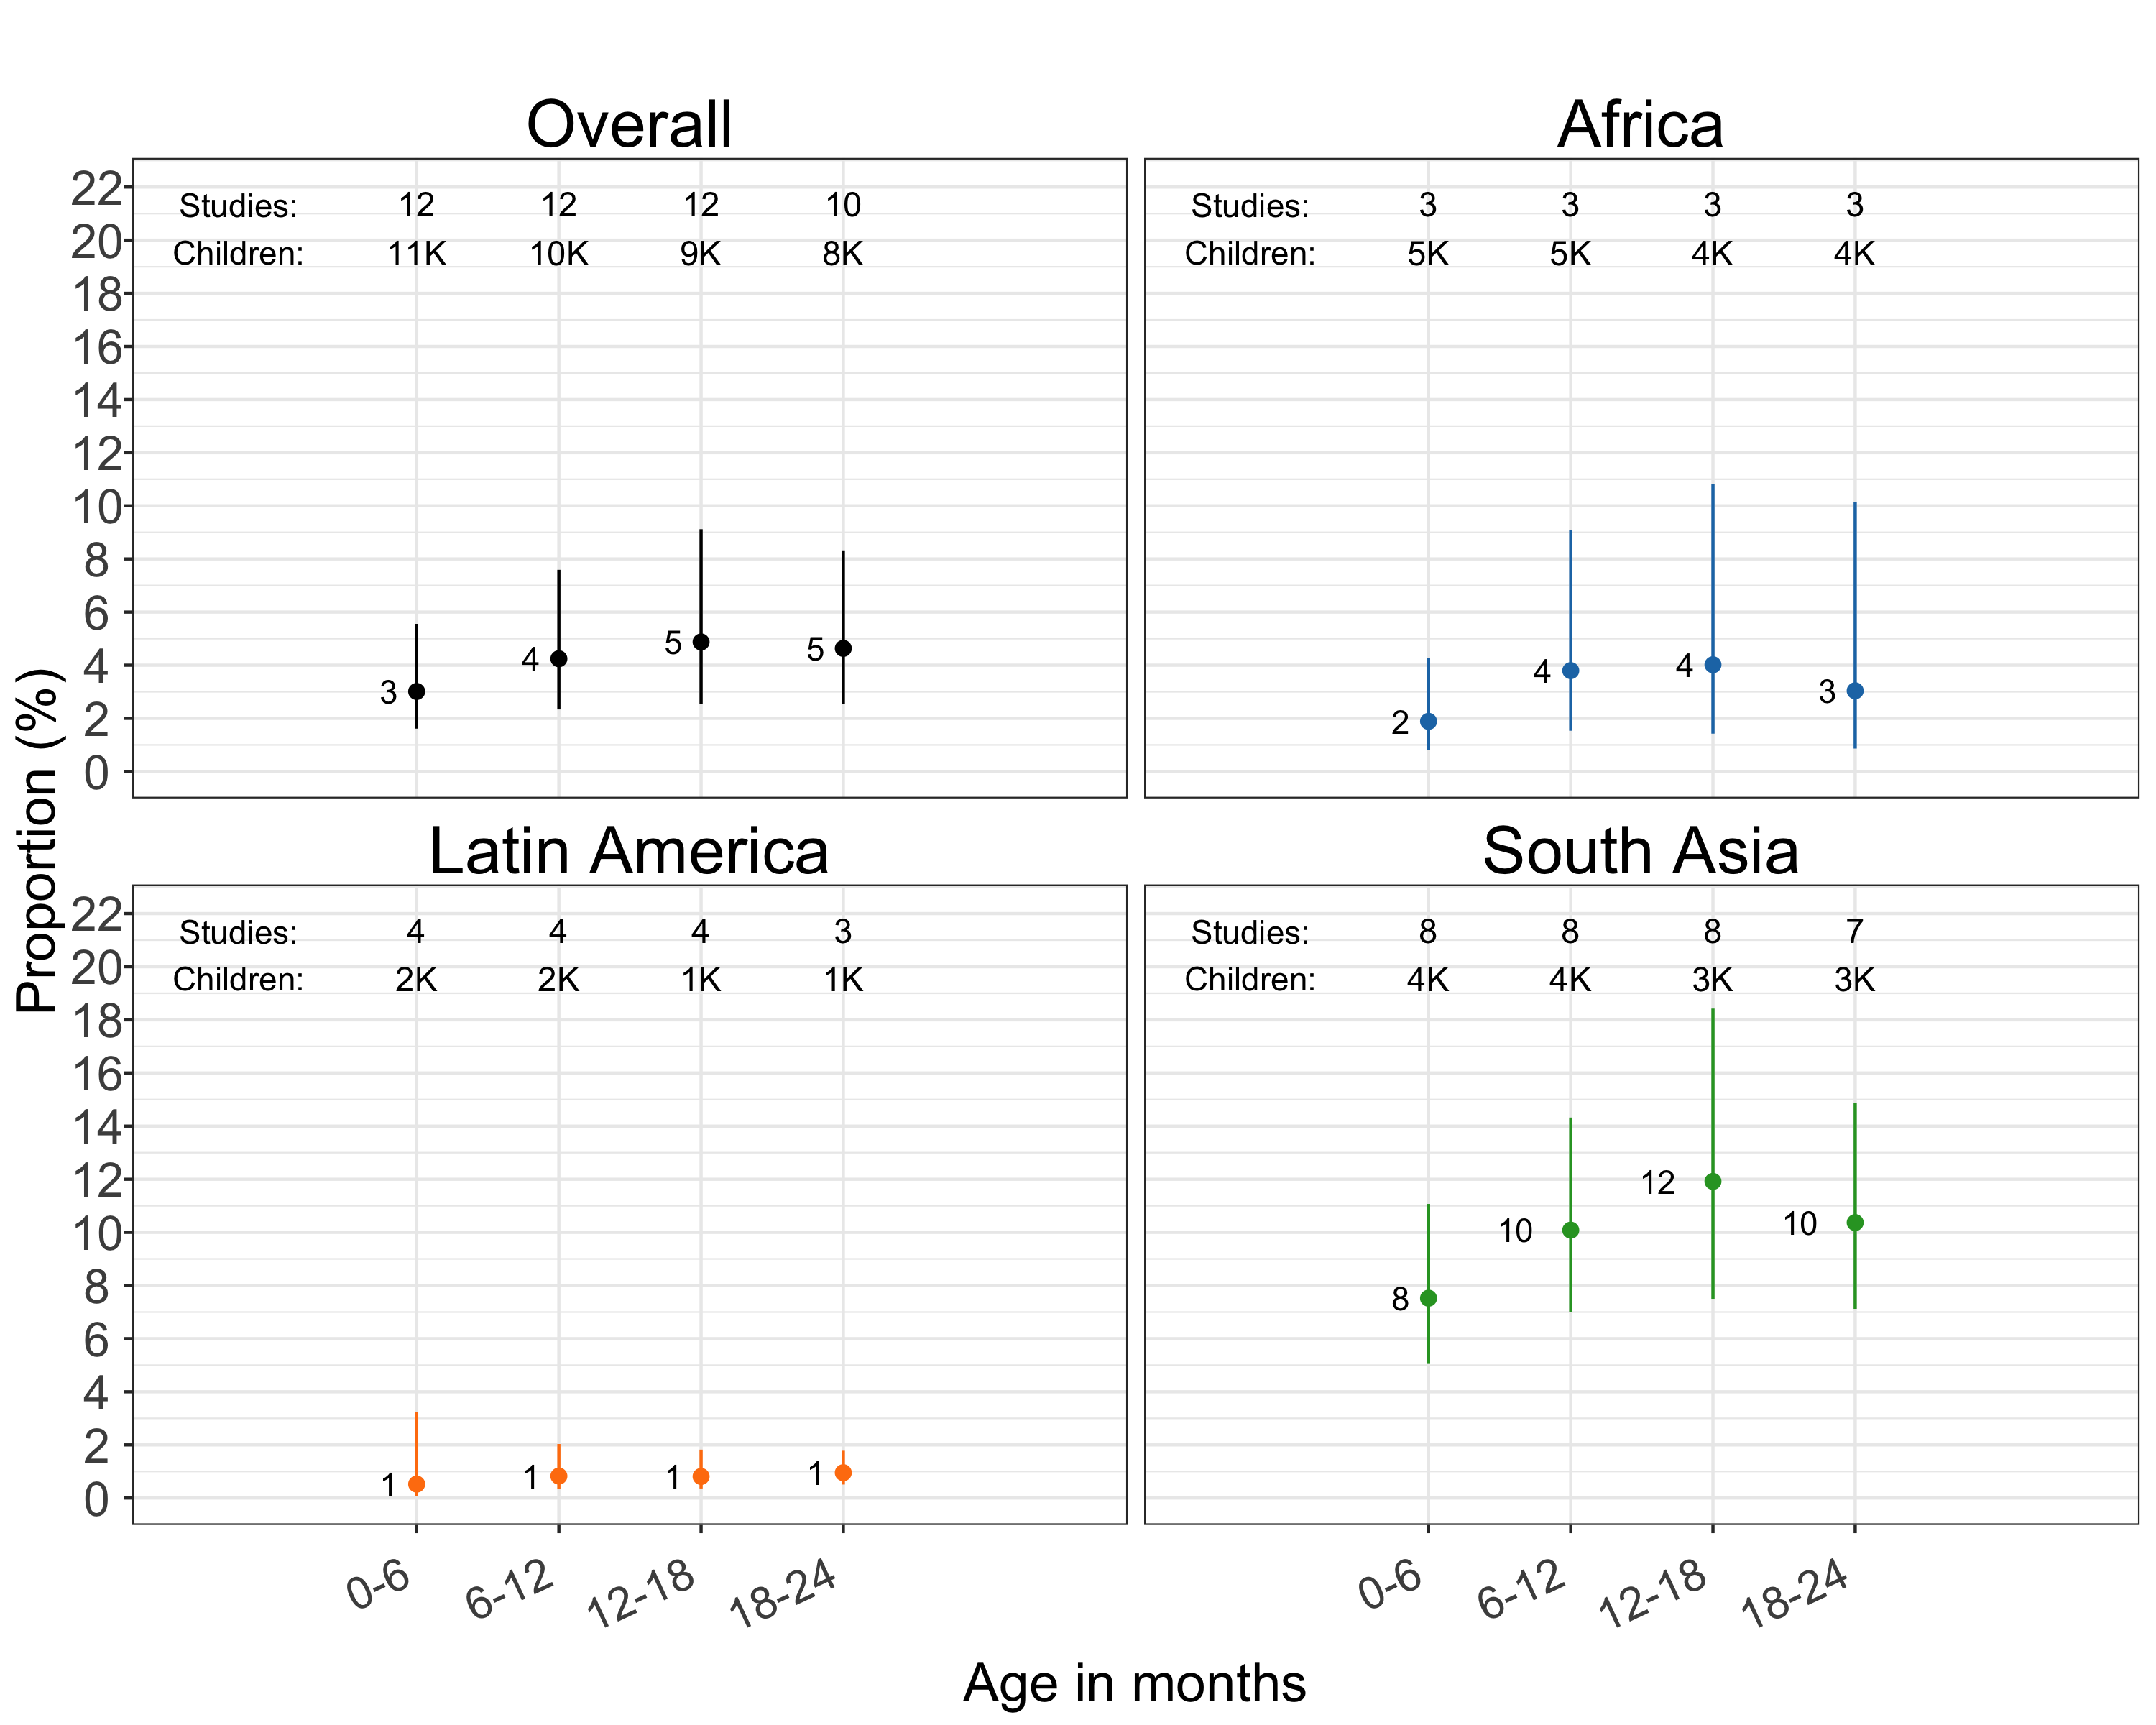 Overall
22
20
18
16
14
12
10
8
6
4
2
0
Studies: 12 12 12 10
Children: 11K 10K 9K 8K
3 4 5 5
Africa
Studies: 3 3 3 3
Children: 5K 5K 4K 4K
2 4 4 3
Proportion (%)
Latin America
22
20
18
16
14
12
10
8
6
4
2
0
Studies: 4 4 4 3
Children: 2K 2K 1K 1K
1 1 1 1
0-6 6-12 12-18 18-24
South Asia
Studies: 8 8 8 7
Children: 4K 4K 3K 3K
8 10 12 10
0-6 6-12 12-18 18-24
Age in months